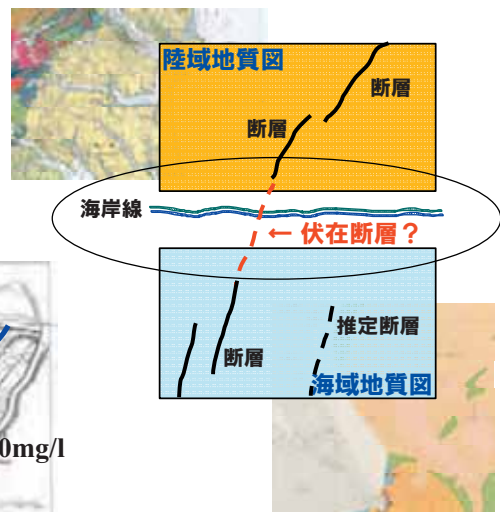 陸域地質図
断層
断層
海岸線
← 伏在断層？
推定断層
断層
海域地質図
0mg/l